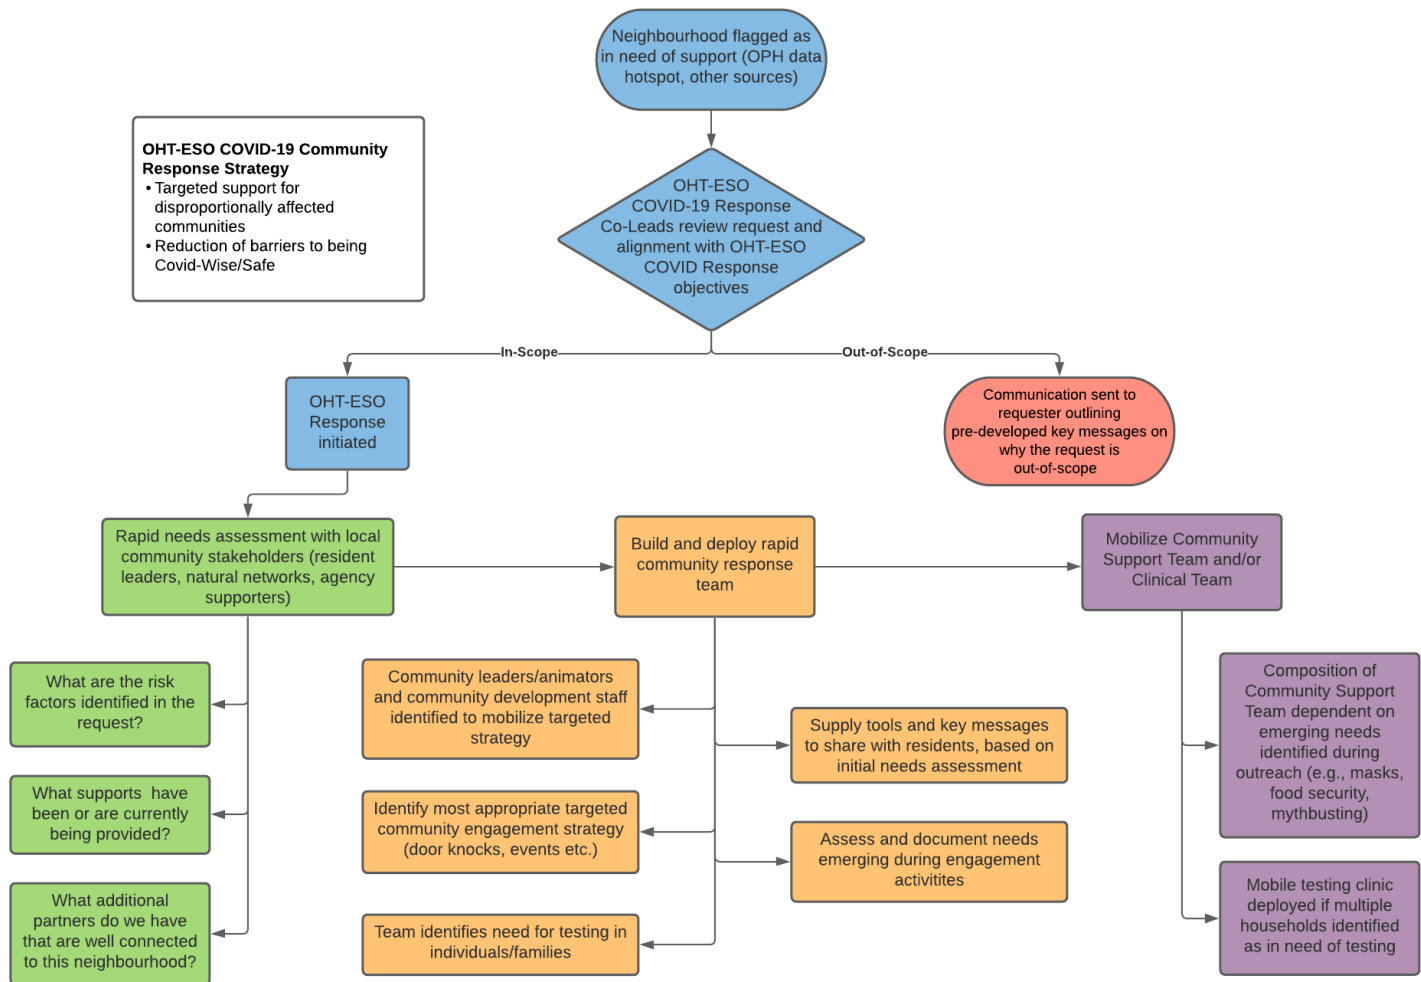 Neighbourhood flagged as
in need of support (OPH data
hotspot, other sources)
OHT-ESO COVID-19 Community
Response Strategy
• Targeted support for
disproportionally affected
communities
• Reduction of barriers to being
Covid-Wise/Safe
OHT-ESO
COVID-19 Response
Co-Leads review request and
alignment with OHT-ESO
COVID Response
objectives
In-Scope
Out-of-Scope
OHT-ESO
Response
initiated
Communication sent to
requester outlining
pre-developed key messages on
why the request is
out-of-scope
Rapid needs assessment with local
community stakeholders (resident
leaders, natural networks, agency
supporters)
Build and deploy rapid
community response
team
Mobilize Community
Support Team and/or
Clinical Team
What are the risk
factors identified in the
request?
What supports  have
been or are currently
being provided?
What additional
partners do we have
that are well connected
to this neighbourhood?
Community leaders/animators
and community development staff
identified to mobilize targeted
strategy
Identify most appropriate targeted
community engagement strategy
(door knocks, events etc.)
Team identifies need for testing in
individuals/families
Supply tools and key messages
to share with residents, based on
initial needs assessment
Assess and document needs
emerging during engagement
activitites
Composition of
Community Support
Team dependent on
emerging needs
identified during
outreach (e.g., masks,
food security,
mythbusting)
Mobile testing clinic
deployed if multiple
households identified
as in need of testing